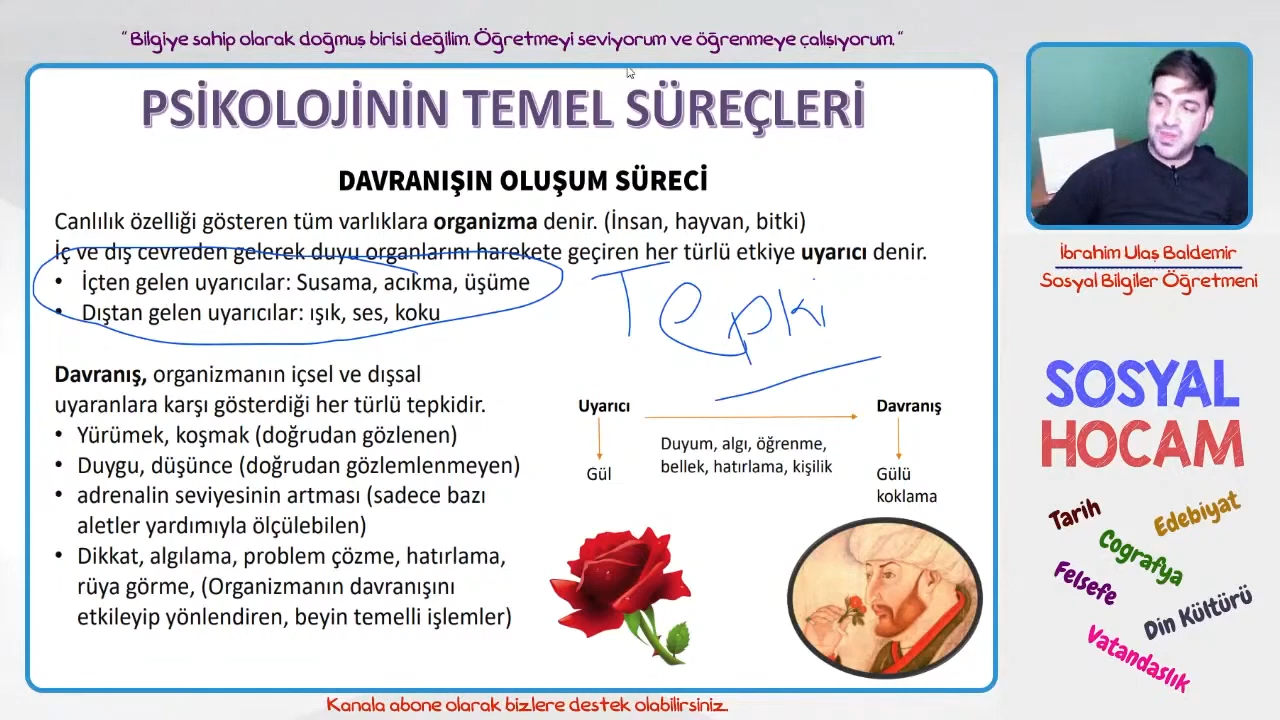 “ Bilgiye sahip olarak doğmuş birisi değilim. Öğretmeyi seviyorum ve öğrenmeye çalışıyorum.”
PSİKOLOJİNİN TEMEL SÜREÇLERİ
DAVRANIŞIN OLUŞUM SÜRECİ
Canlılık özelliği gösteren tüm varlıklara organizma denir. (İnsan, hayvan, bitki)
İç ve dış çevreden gelerek duyu organlarını harekete geçiren her türlü etkiye uyarıcı denir.
• İçten gelen uyarıcılar: Susama, acıkma, üşüme
• Dıştan gelen uyarıcılar: ışık, ses, koku
Tepki
Davranış, organizmanın içsel ve dışsal
uyaranlara karşı gösterdiği her türlü tepkidir.
• Yürümek, koşmak (doğrudan gözlenen)
• Duygu, düşünce (doğrudan gözlemlenmeyen)
• adrenalin seviyesinin artması (sadece bazı
aletler yardımıyla ölçülebilen)
• Dikkat, algılama, problem çözme, hatırlama,
rüya görme, (Organizmanın davranışını
etkileyip yönlendiren, beyin temelli işlemler)
Uyarıcı
Davranış
Duyum, algı, öğrenme,
bellek, hatırlama, kişilik
Gül
Gülü
koklama
İbrahim Ulaş Baldemir
Sosyal Bilgiler Öğretmeni
SOSYAL
HOCAM
Tarih
Edebiyat
Coğrafya
Felsefe
Din Kültürü
Vatandaslık
Kanala abone olarak bizlere destek olabilirsiniz.